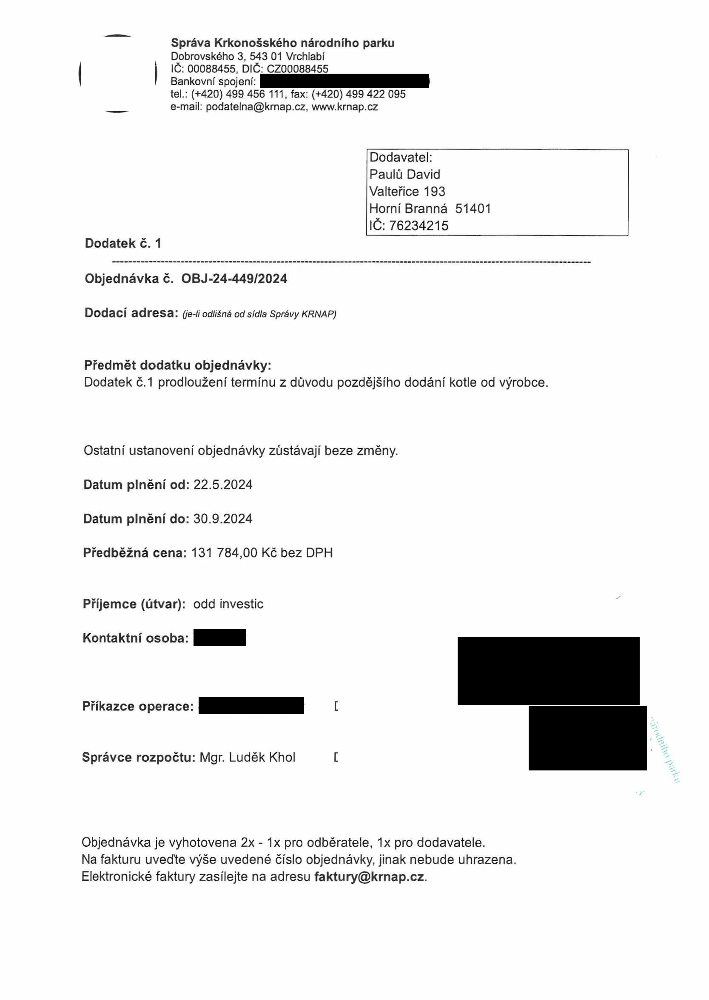 Správa Krkonošského národního parku
Dobrovského 3, 543 01 Vrchlabí
IČ: 00088455, DIČ: CZ00088455
Bankovní spojení:
tel.: (+420) 499 456 111, fax: (+420) 499 422 095
e-mail: podatelna@krnap.cz, www.krnap.cz
Dodavatel:
Paulů David
Valteřice 193
Horní Branná  51401
IČ: 76234215
Dodatek č. 1
Objednávka č.  OBJ-24-449/2024
Dodací adresa: (je-li odlišná od sídla Správy KRNAP)
Předmět dodatku objednávky:
Dodatek č.1 prodloužení termínu z důvodu pozdějšího dodání kotle od výrobce.
Ostatní ustanovení objednávky zůstávají beze změny.
Datum plnění od: 22.5.2024
Datum plnění do: 30.9.2024
Předběžná cena: 131 784,00 Kč bez DPH
Příjemce (útvar):  odd investic
Kontaktní osoba:
Příkazce operace:
národního parku
Správce rozpočtu: Mgr. Luděk Khol
Objednávka je vyhotovena 2x - 1x pro odběratele, 1x pro dodavatele.
Na fakturu uveďte výše uvedené číslo objednávky, jinak nebude uhrazena.
Elektronické faktury zasílejte na adresu faktury@krnap.cz.